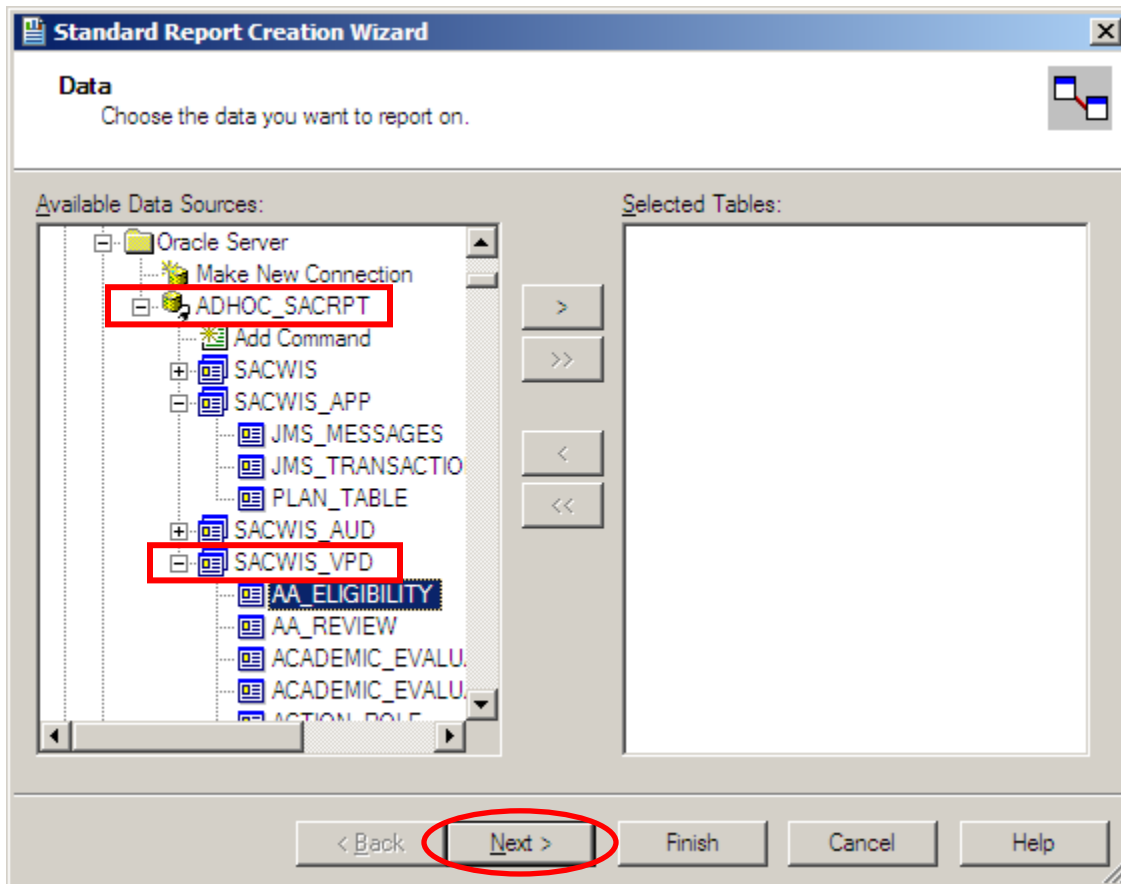 Standard Report Creation Wizard
Data
Choose the data you want to report on.
Available Data Sources:
Oracle Server
Make New Connection
ADHOC_SACRPT
Add Command
SACWIS
SACWIS_APP
JMS_MESSAGES
JMS_TRANSACTIO
PLAN_TABLE
SACWIS_AUD
SACWIS_VPD
AA_ELIGIBILITY
AA_REVIEW
ACADEMIC_EVALU
ACADEMIC_EVALU
ACTION_ROLE
>
>>
<
<<
Selected Tables:
< Back
Next >
Finish
Cancel
Help